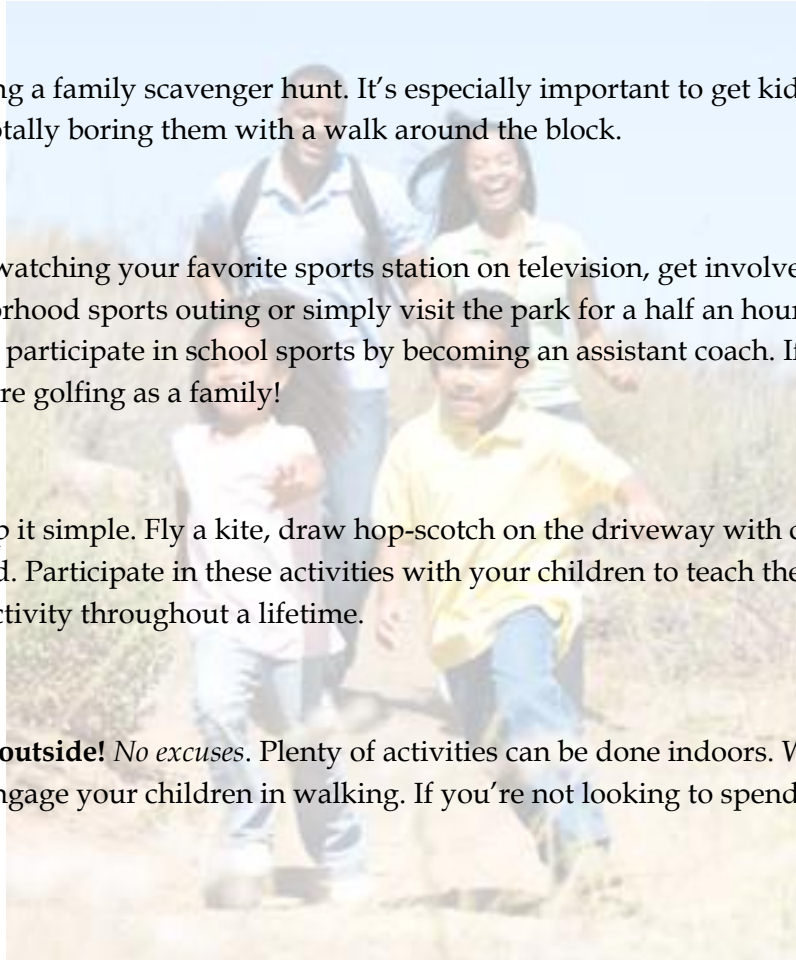 ng a family scavenger hunt. It's especially important to get kid
otally boring them with a walk around the block.
watching your favorite sports station on television, get involve
orhood sports outing or simply visit the park for a half an hour
participate in school sports by becoming an assistant coach. If
re golfing as a family!
p it simple. Fly a kite, draw hop-scotch on the driveway with c
d. Participate in these activities with your children to teach the
ctivity throughout a lifetime.
outside! No excuses. Plenty of activities can be done indoors. W
ngage your children in walking. If you're not looking to spend